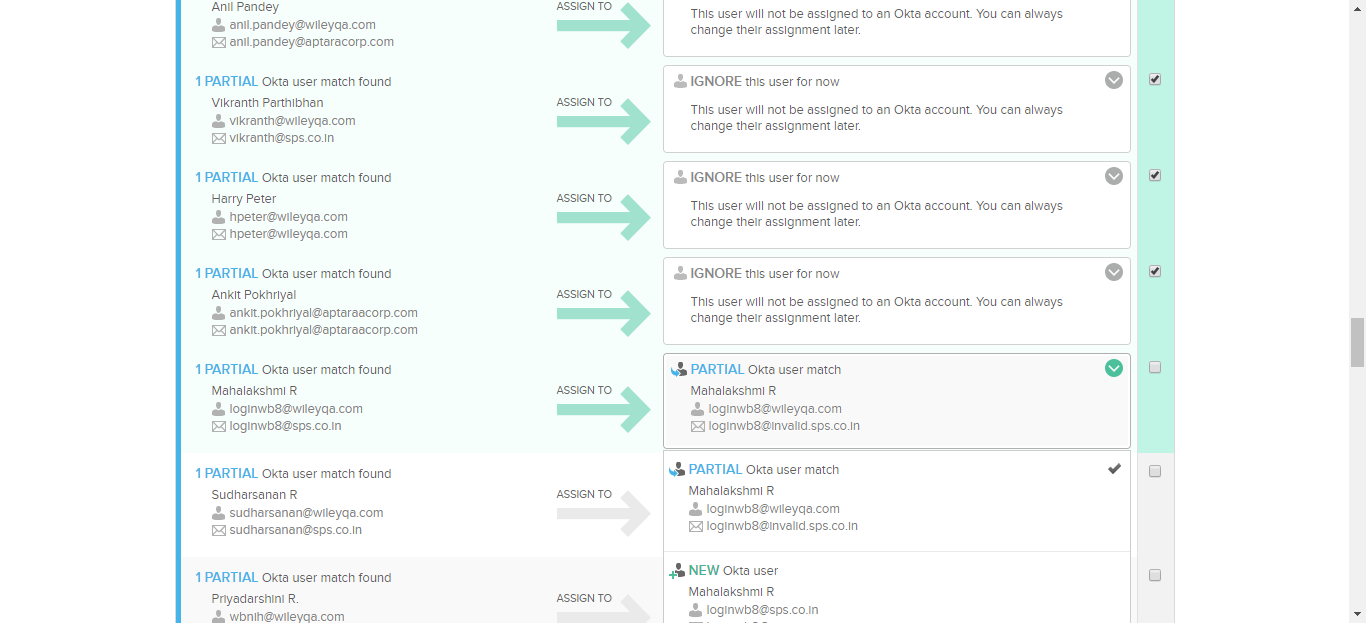 Anil Pandey
anil.pandey@wileyqa.com
anil.pandey@aptaracorp.com
ASSIGN TO
This user will not be assigned to an Okta account. You can always
change their assignment later.
1 PARTIAL Okta user match found
Vikranth Parthibhan
vikranth@wileyqa.com
vikranth@sps.co.in
ASSIGN TO
IGNORE this user for now
This user will not be assigned to an Okta account. You can always
change their assignment later.
1 PARTIAL Okta user match found
Harry Peter
hpeter@wileyqa.com
hpeter@wileyqa.com
ASSIGN TO
IGNORE this user for now
This user will not be assigned to an Okta account. You can always
change their assignment later.
1 PARTIAL Okta user match found
Ankit Pokhriyal
ankit.pokhriyal@aptaraacorp.com
ankit.pokhriyal@aptaraacorp.com
ASSIGN TO
IGNORE this user for now
This user will not be assigned to an Okta account. You can always
change their assignment later.
1 PARTIAL Okta user match found
Mahalakshmi R
loginwb8@wileyqa.com
loginwb8@sps.co.in
ASSIGN TO
PARTIAL Okta user match
Mahalakshmi R
loginwb8@wileyqa.com
loginwb8@invalid.sps.co.in
1 PARTIAL Okta user match found
Sudharsanan R
sudharsanan@wileyqa.com
sudharsanan@sps.co.in
ASSIGN TO
PARTIAL Okta user match
Mahalakshmi R
loginwb8@wileyqa.com
loginwb8@invalid.sps.co.in
1 PARTIAL Okta user match found
Priyadarshini R.
wbnih@wileyqa.com
ASSIGN TO
NEW Okta user
Mahalakshmi R
loginwb8@sps.co.in